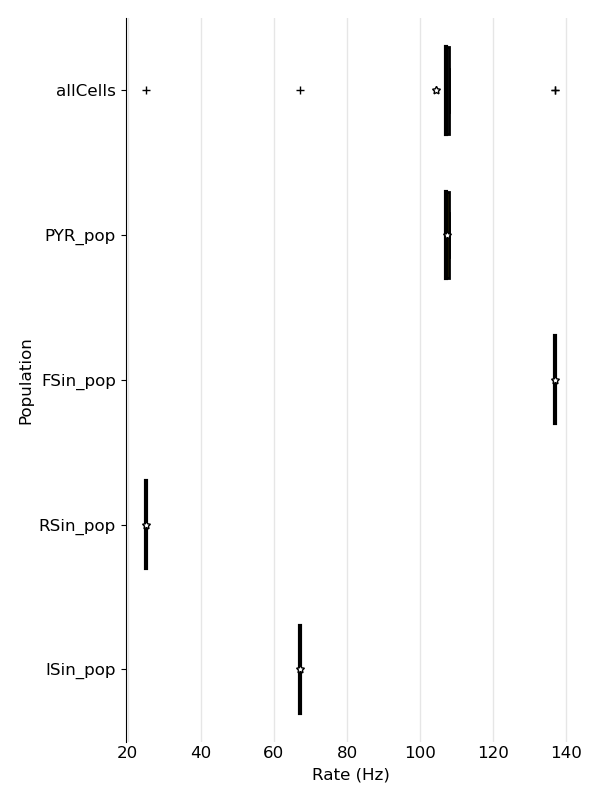 allCells
PYR_pop
FSin_pop
RSin_pop
ISin_pop
Population
20 40 60 80 100 120 140
Rate (Hz)